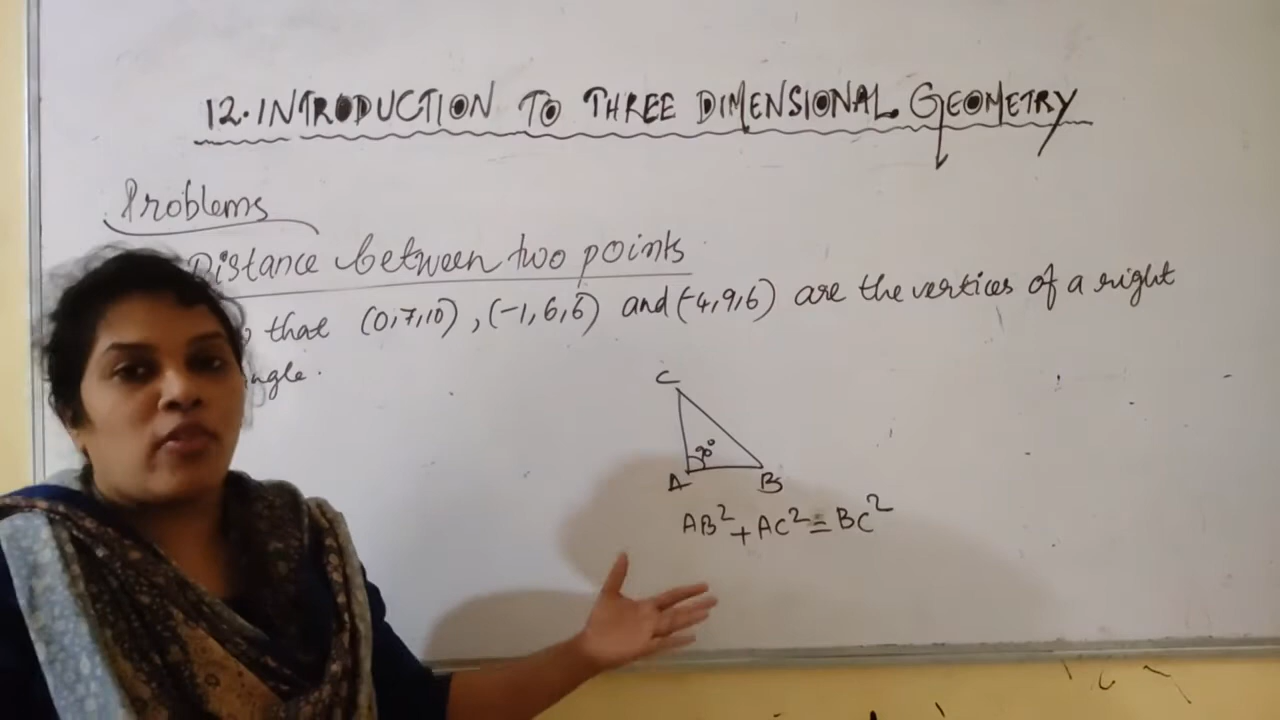 12. INTRODUCTION TO THREE DIMENSIONAL GEOMETRY
Problems
Distance between two points
that (0,7,10), (-1,6,6) and (-4,9,6) are the vertices of a right
ngle.
C
90°
A B
AB²+AC²=BC²